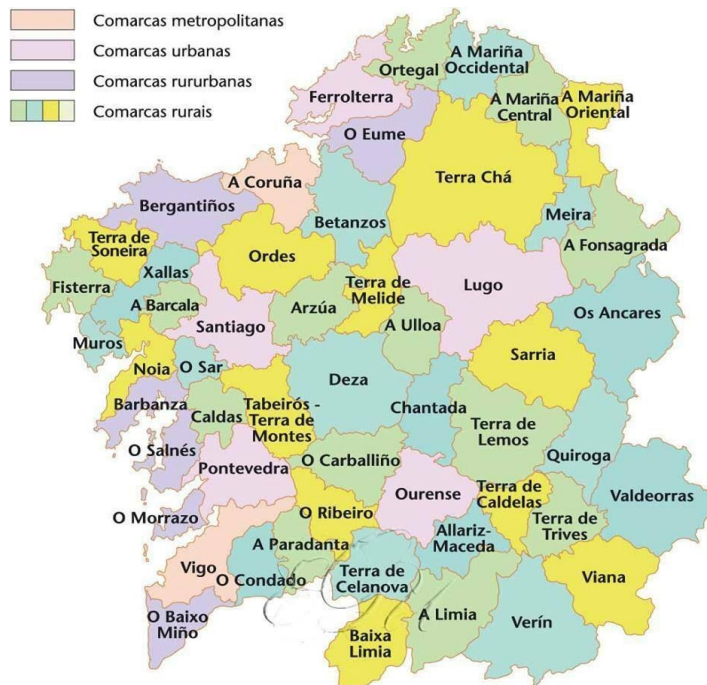 Comarcas metropolitanas
Comarcas urbanas
Comarcas rururbanas
Comarcas rurais
Ortegal
A Mariña
Occidental
Ferrolterra
A Mariña
Central
A Mariña
Oriental
O Eume
A Coruña
Terra Chá
Bergantiños
Betanzos
Meira
Terra de
Soneira
Ordes
A Fonsagrada
Xallas
Fisterra
Terra de
Melide
Lugo
A Barcala
Arzúa
Os Ancares
Santiago
A Ulloa
Muros
Sarria
Noia
O Sar
Deza
Barbanza
Caldas
Tabeirós -
Terra de
Montes
Chantada
Terra de
Lemos
O Salnés
Quiroga
Pontevedra
O Carballiño
Ourense
Terra de
Caldelas
Valdeorras
O Morrazo
O Ribeiro
Terra de
Trives
Allariz-
Maceda
A Paradanta
Vigo
O Condado
Terra de
Celanova
Viana
O Baixo
Miño
A Limia
Verín
Baixa
Limia